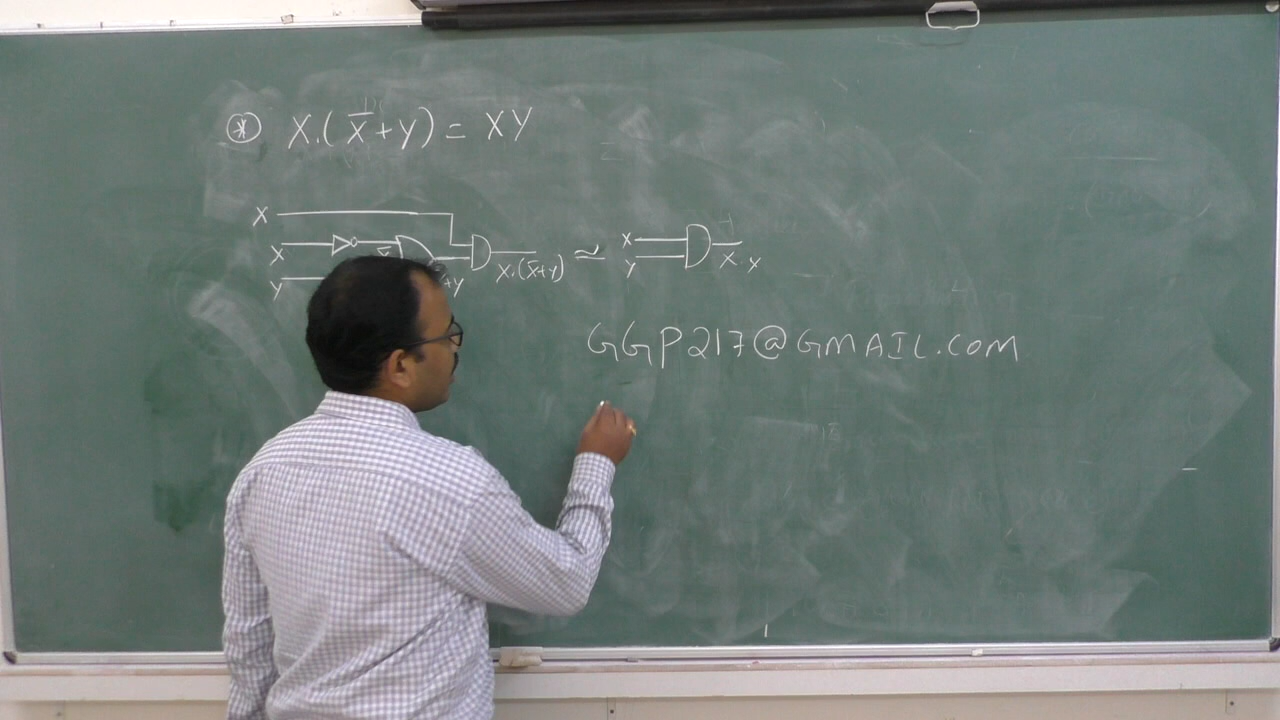 ⊛ X.(X̅+Y) = XY
X
X
Y
+Y
X.(X̅+Y) ≃
X
Y
X.Y
GGP217@GMAIL.COM